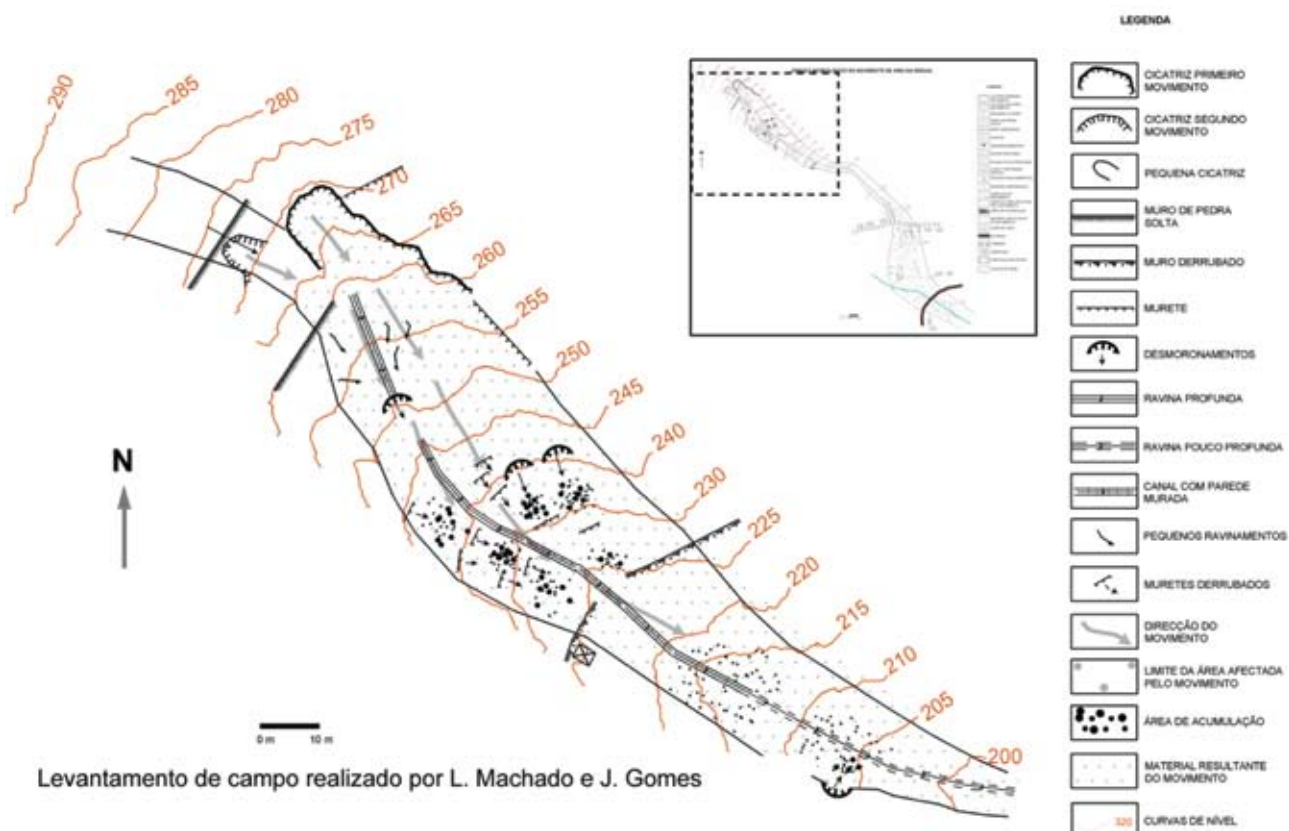 LEGENDA
290
285
280
275
270
265
260
255
250
245
240
230
225
220
215
210
205
200
N
0 m 10 m
Levantamento de campo realizado por L. Machado e J. Gomes
CICATRIZ PRIMEIRO
MOVIMENTO
CICATRIZ SEGUNDO
MOVIMENTO
PEQUENA CICATRIZ
MURO DE PEDRA
SOLTA
MURO DERRUBADO
MURETE
DESMORONAMENTOS
RAVINA PROFUNDA
RAVINA POUCO PROFUNDA
CANAL COM PAREDE
MURADA
PEQUENOS RAVINAMENTOS
MURETES DERRUBADOS
DIRECÇÃO DO
MOVIMENTO
LIMITE DA ÁREA AFECTADA
PELO MOVIMENTO
ÁREA DE ACUMULAÇÃO
MATERIAL RESULTANTE
DO MOVIMENTO
320 CURVAS DE NÍVEL